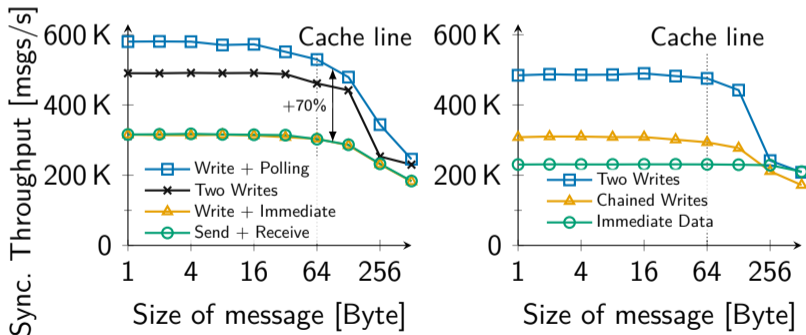 Sync. Throughput [msgs/s]
600 K
400 K
200 K
0
Cache line
+70%
Write + Polling
Two Writes
Write + Immediate
Send + Receive
1 4 16 64 256
Size of message [Byte]
600 K
400 K
200 K
0
Cache line
Two Writes
Chained Writes
Immediate Data
1 4 16 64 256
Size of message [Byte]